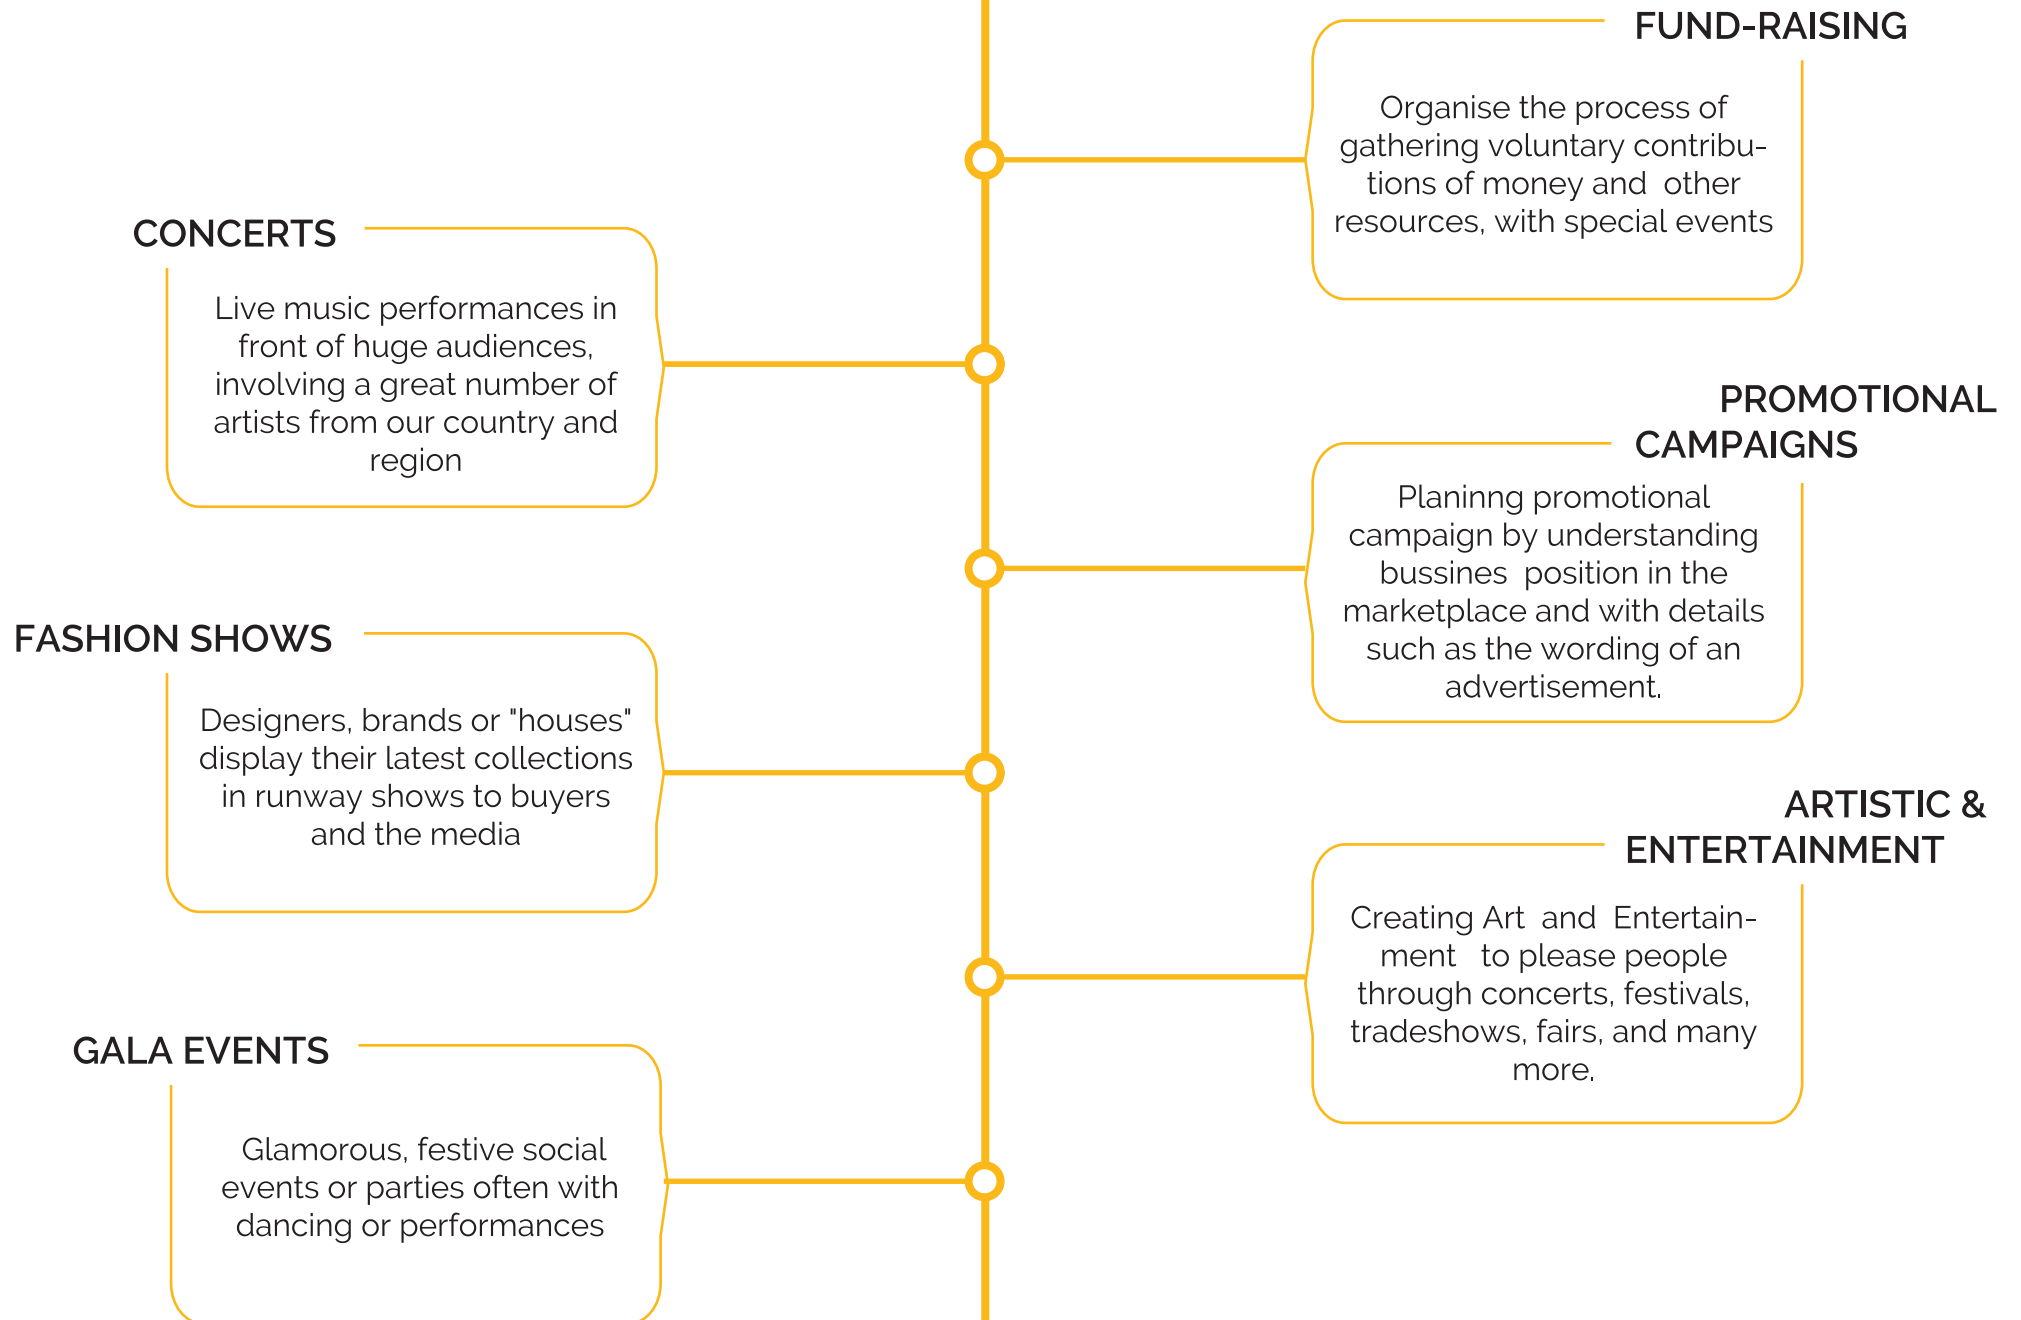 FUND-RAISING
Organise the process of
gathering voluntary contribu-
tions of money and other
resources, with special events
CONCERTS
Live music performances in
front of huge audiences,
involving a great number of
artists from our country and
region
PROMOTIONAL
CAMPAIGNS
Planinng promotional
campaign by understanding
bussines position in the
marketplace and with details
such as the wording of an
advertisement.
FASHION SHOWS
Designers, brands or "houses"
display their latest collections
in runway shows to buyers
and the media
ARTISTIC &
ENTERTAINMENT
Creating Art and Entertain-
ment to please people
through concerts, festivals,
tradeshows, fairs, and many
more.
GALA EVENTS
Glamorous, festive social
events or parties often with
dancing or performances